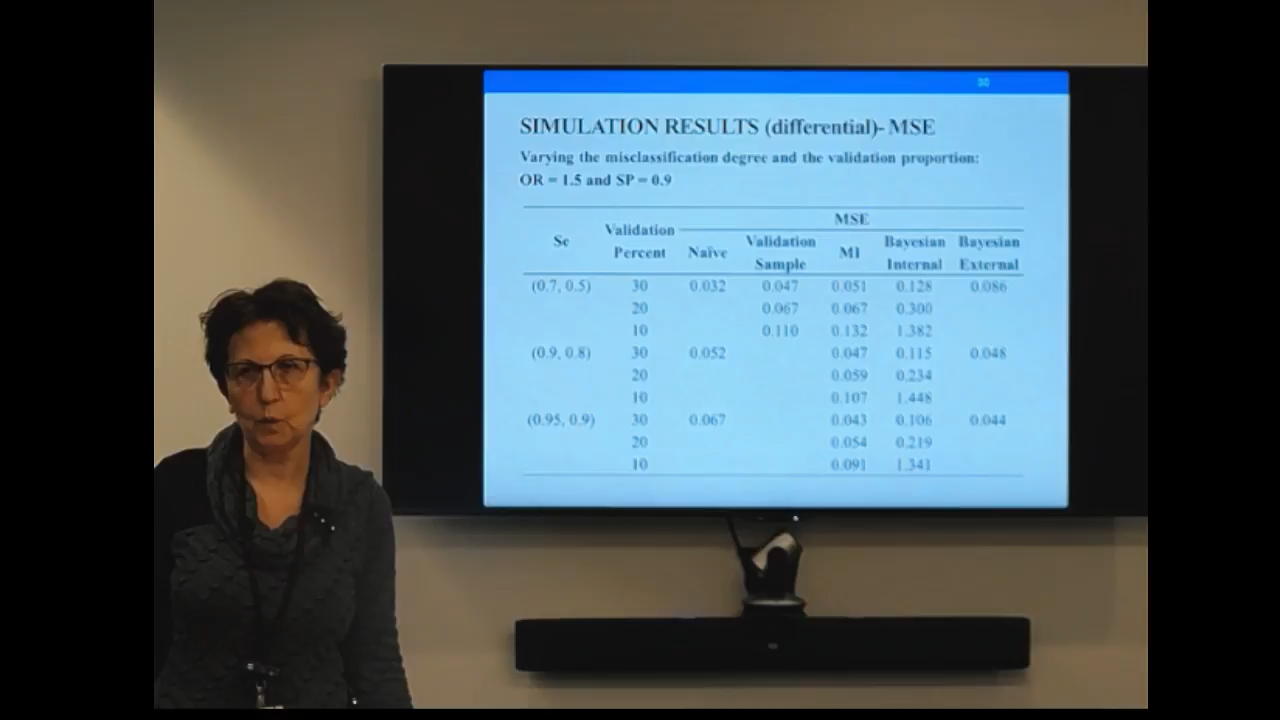 SIMULATION RESULTS (differential)- MSE
Varying the misclassification degree and the validation proportion:
OR = 1.5 and SP = 0.9
MSE
Se Validation Percent Naïve Validation Sample MI Bayesian Internal Bayesian External
(0.7, 0.5) 30 0.032 0.047 0.051 0.128 0.086
20 0.067 0.067 0.300
10 0.110 0.132 1.382
(0.9, 0.8) 30 0.052 0.047 0.115 0.048
20 0.059 0.234
10 0.107 1.448
(0.95, 0.9) 30 0.067 0.043 0.106 0.044
20 0.054 0.219
10 0.091 1.341